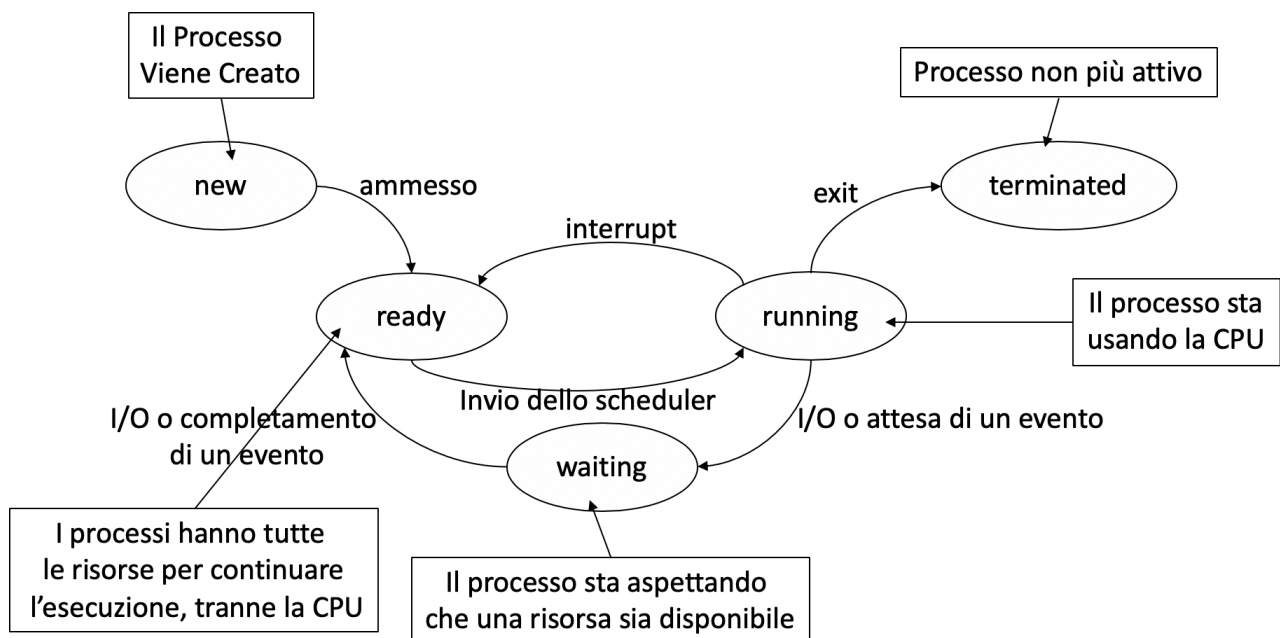 Il Processo
Viene Creato
Processo non più attivo
new
ammesso
exit
terminated
interrupt
ready
running
Il processo sta
usando la CPU
Invio dello scheduler
I/O o completamento
di un evento
I/O o attesa di un evento
waiting
I processi hanno tutte
le risorse per continuare
l'esecuzione, tranne la CPU
Il processo sta aspettando
che una risorsa sia disponibile